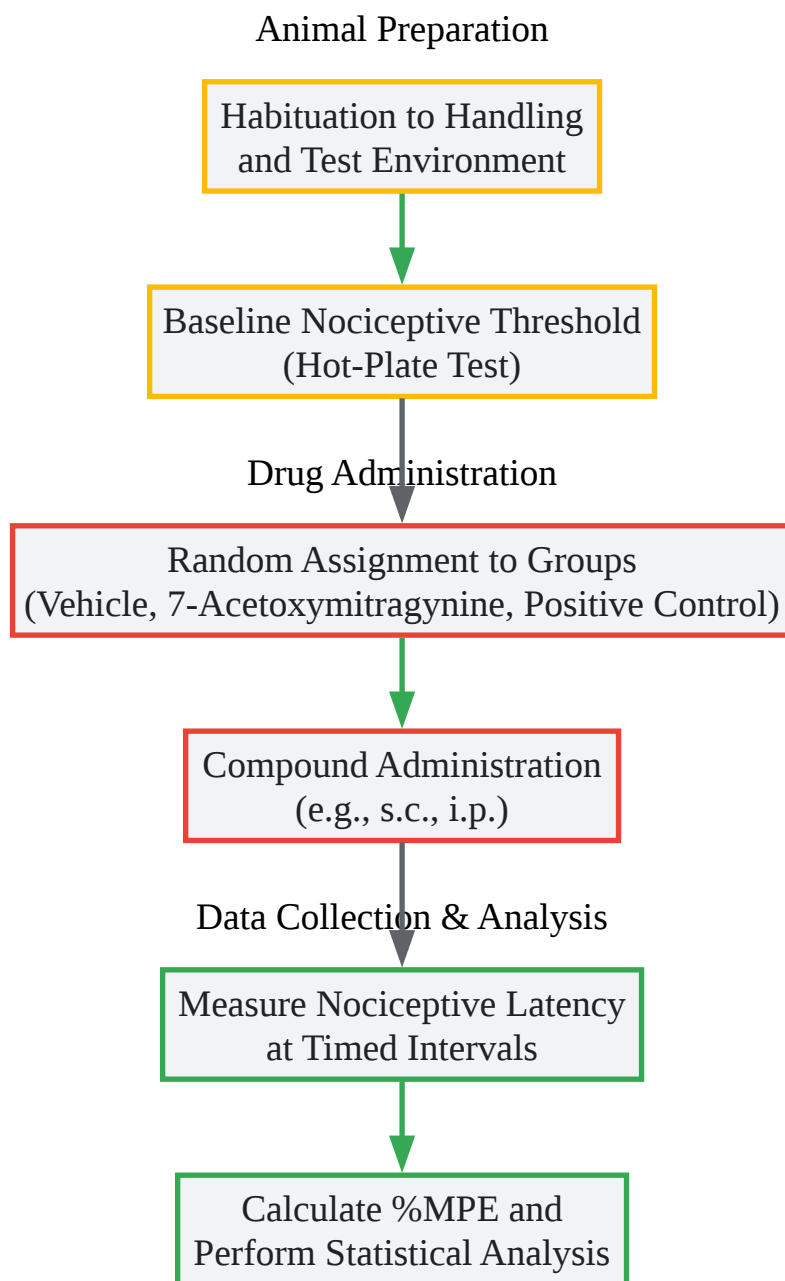 Animal Preparation
Habituation to Handling
and Test Environment
Baseline Nociceptive Threshold
(Hot-Plate Test)
Drug Administration
Random Assignment to Groups
(Vehicle, 7-Acetoxymitragynine, Positive Control)
Compound Administration
(e.g., s.c., i.p.)
Data Collection & Analysis
Measure Nociceptive Latency
at Timed Intervals
Calculate %MPE and
Perform Statistical Analysis